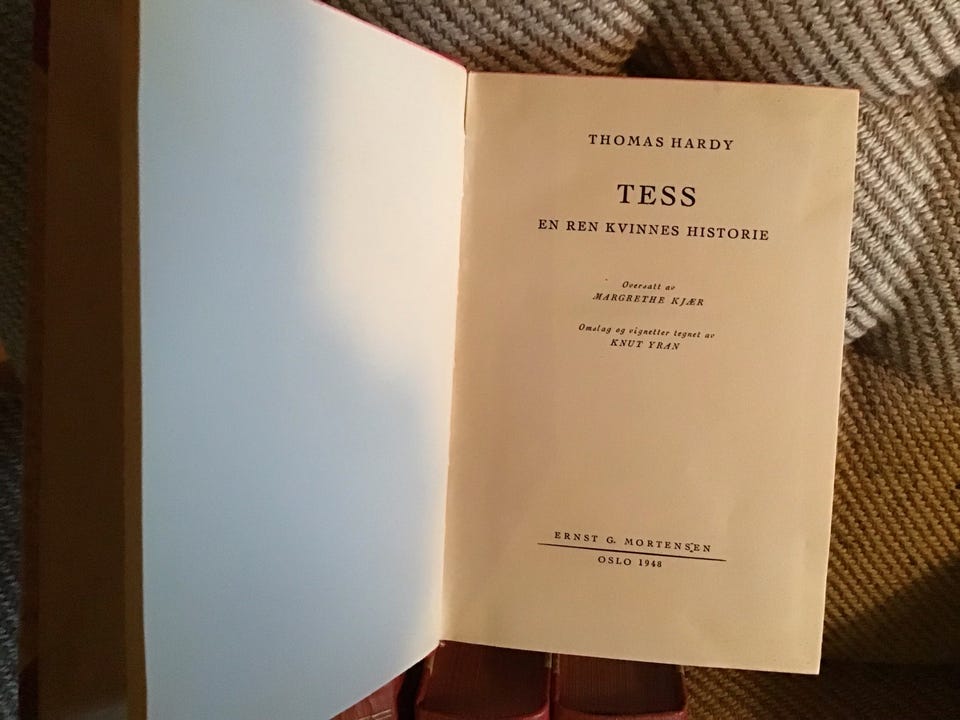 THOMAS HARDY
TESS
EN REN KVINNES HISTORIE
Oversatt av
MARGRETHE KJÆR
Omslag og vignetter tegnet av
KNUT YRAN
ERNST G. MORTENSEN
OSLO 1948